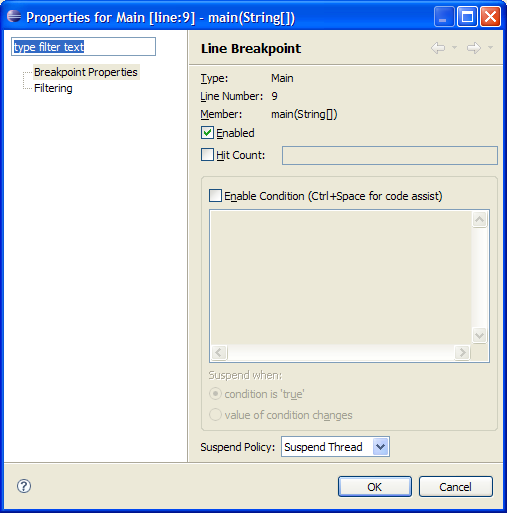 Properties for Main [line:9] - main(String[])
type filter text
Breakpoint Properties
Filtering
Line Breakpoint
Type: Main
Line Number: 9
Member: main(String[])
Enabled
Hit Count:
Enable Condition (Ctrl+Space for code assist)
Suspend when:
condition is 'true'
value of condition changes
Suspend Policy: Suspend Thread
? OK Cancel